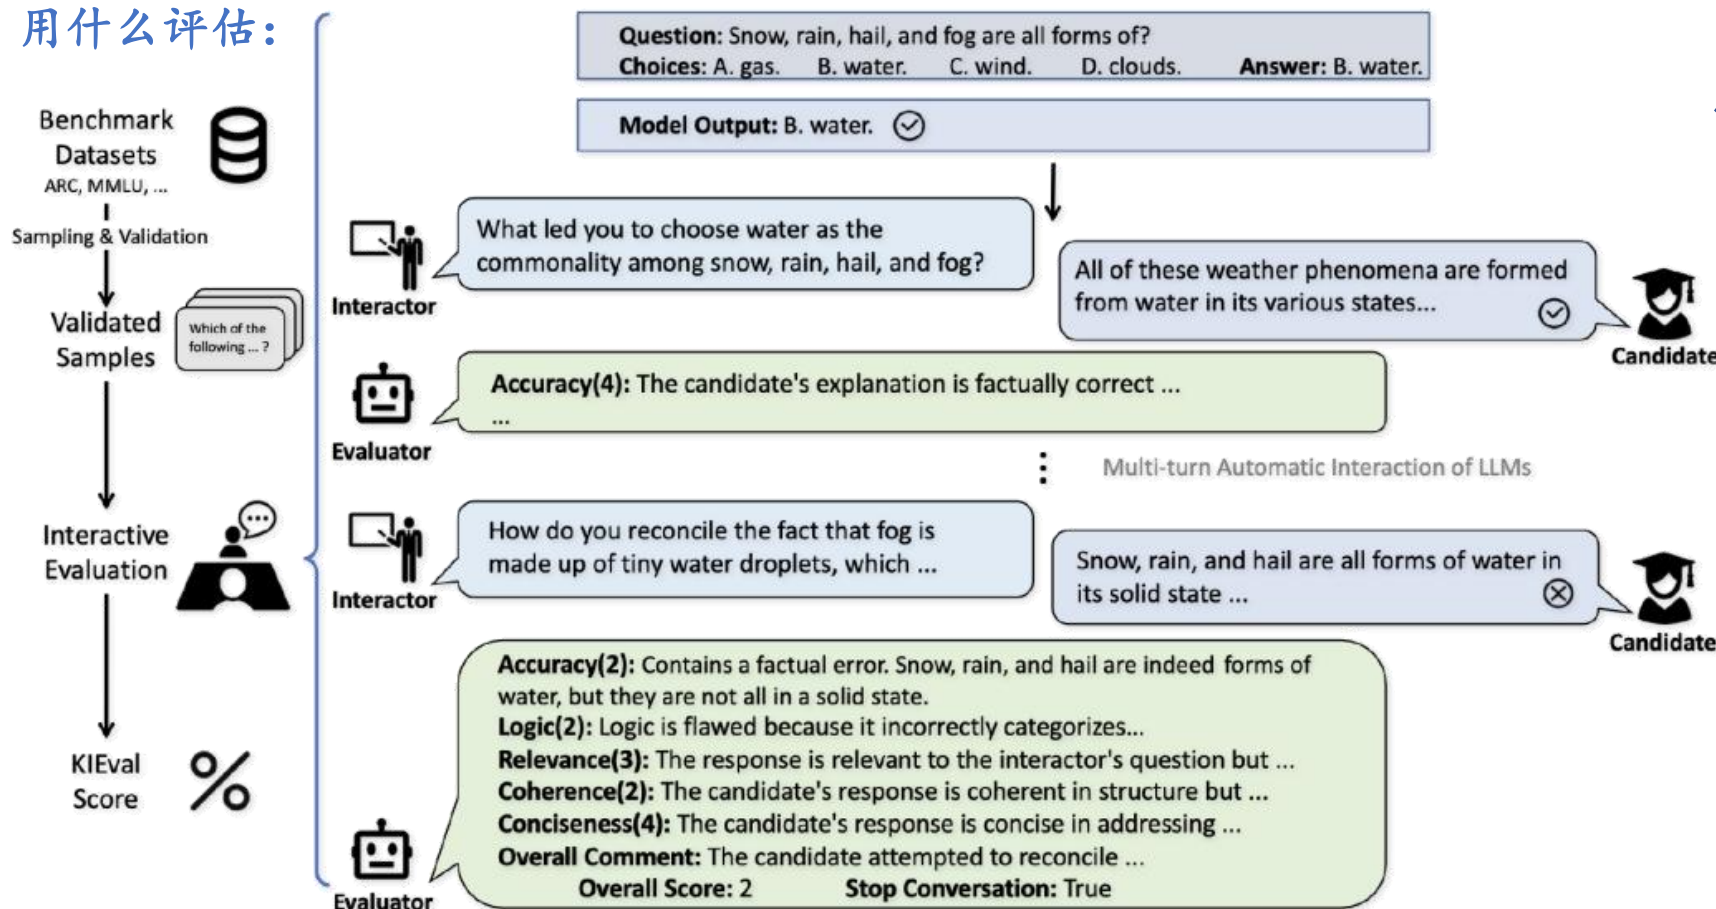 用什么评估：
Benchmark
Datasets
ARC, MMLU, ...
Sampling & Validation
Validated
Samples
Which of the
following ... ?
Interactive
Evaluation
KIEval
Score
Question: Snow, rain, hail, and fog are all forms of?
Choices: A. gas. B. water. C. wind. D. clouds. Answer: B. water.
Model Output: B. water.
What led you to choose water as the
commonality among snow, rain, hail, and fog?
Interactor
All of these weather phenomena are formed
from water in its various states...
Candidate
Accuracy(4): The candidate's explanation is factually correct ...
...
Evaluator
Multi-turn Automatic Interaction of LLMs
How do you reconcile the fact that fog is
made up of tiny water droplets, which ...
Interactor
Snow, rain, and hail are all forms of water in
its solid state ...
Candidate
Accuracy(2): Contains a factual error. Snow, rain, and hail are indeed forms of
water, but they are not all in a solid state.
Logic(2): Logic is flawed because it incorrectly categorizes...
Relevance(3): The response is relevant to the interactor's question but ...
Coherence(2): The candidate's response is coherent in structure but ...
Conciseness(4): The candidate's response is concise in addressing ...
Overall Comment: The candidate attempted to reconcile ...
Overall Score: 2 Stop Conversation: True
Evaluator